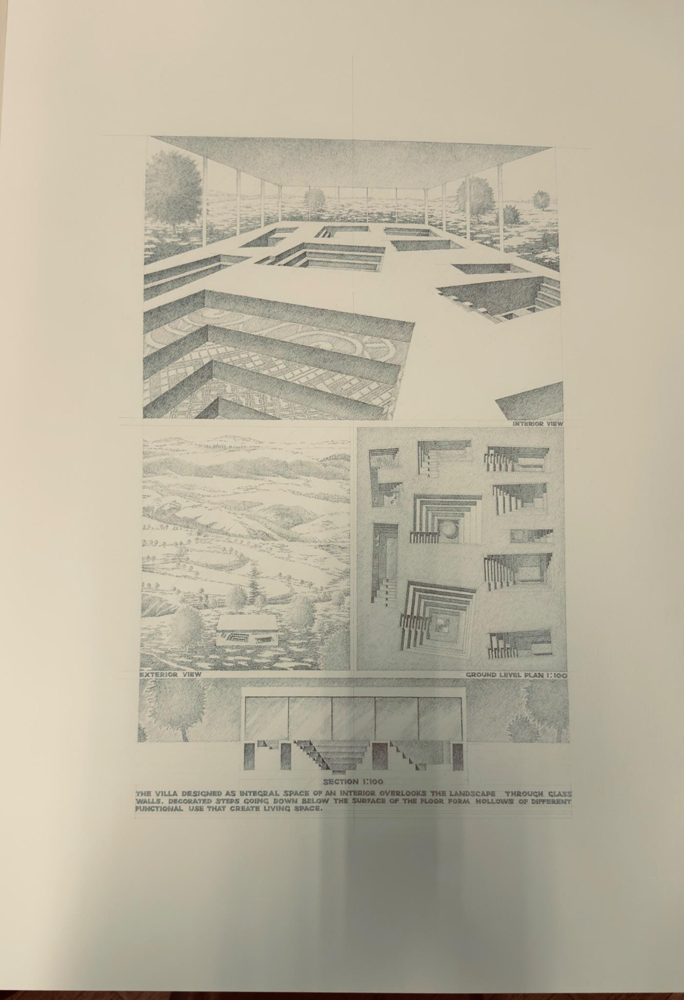 INTERIOR VIEW
EXTERIOR VIEW
GROUND LEVEL PLAN 1:100
SECTION 1:100
THE VILLA DESIGNED AS INTEGRAL SPACE OF AN INTERIOR OVERLOOKS THE LANDSCAPE THROUGH GLASS
WALLS. DECORATED STEPS GOING DOWN BELOW THE SURFACE OF THE FLOOR FORM HOLLOWS OF DIFFERENT
FUNCTIONAL USE THAT CREATE LIVING SPACE.